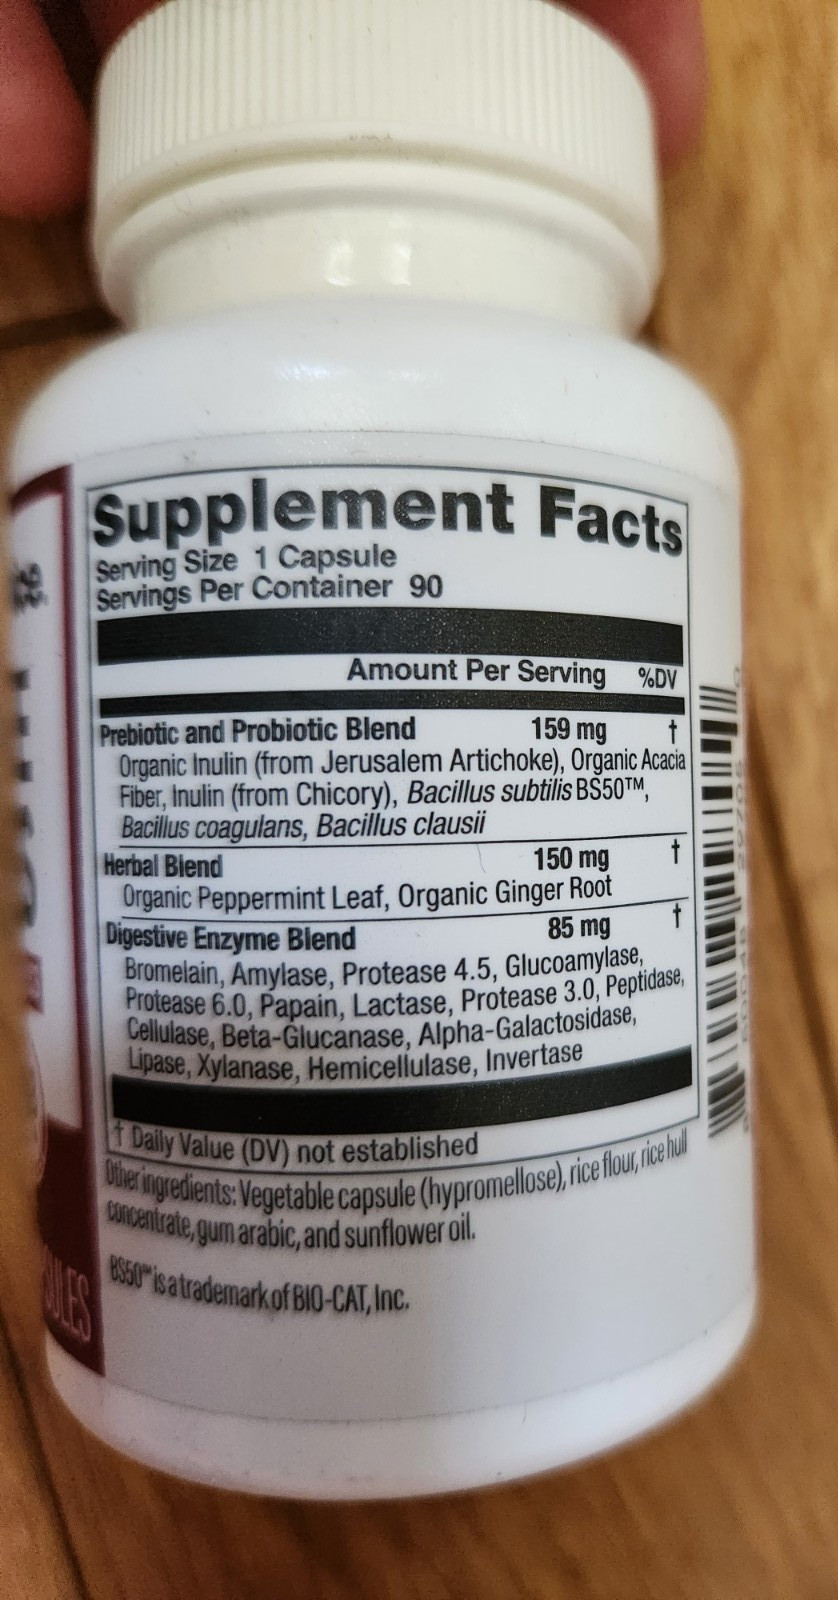 Supplement Facts
Serving Size 1 Capsule
Servings Per Container 90
Amount Per Serving %DV
Prebiotic and Probiotic Blend 159 mg †
Organic Inulin (from Jerusalem Artichoke), Organic Acacia
Fiber, Inulin (from Chicory), Bacillus subtilis BS50™,
Bacillus coagulans, Bacillus clausii
Herbal Blend 150 mg †
Organic Peppermint Leaf, Organic Ginger Root
Digestive Enzyme Blend 85 mg †
Bromelain, Amylase, Protease 4.5, Glucoamylase,
Protease 6.0, Papain, Lactase, Protease 3.0, Peptidase,
Cellulase, Beta-Glucanase, Alpha-Galactosidase,
Lipase, Xylanase, Hemicellulase, Invertase
† Daily Value (DV) not established
Other ingredients: Vegetable capsule (hypromellose), rice flour, rice hull
concentrate, gum arabic, and sunflower oil.
BS50™ is a trademark of BIO-CAT, Inc.